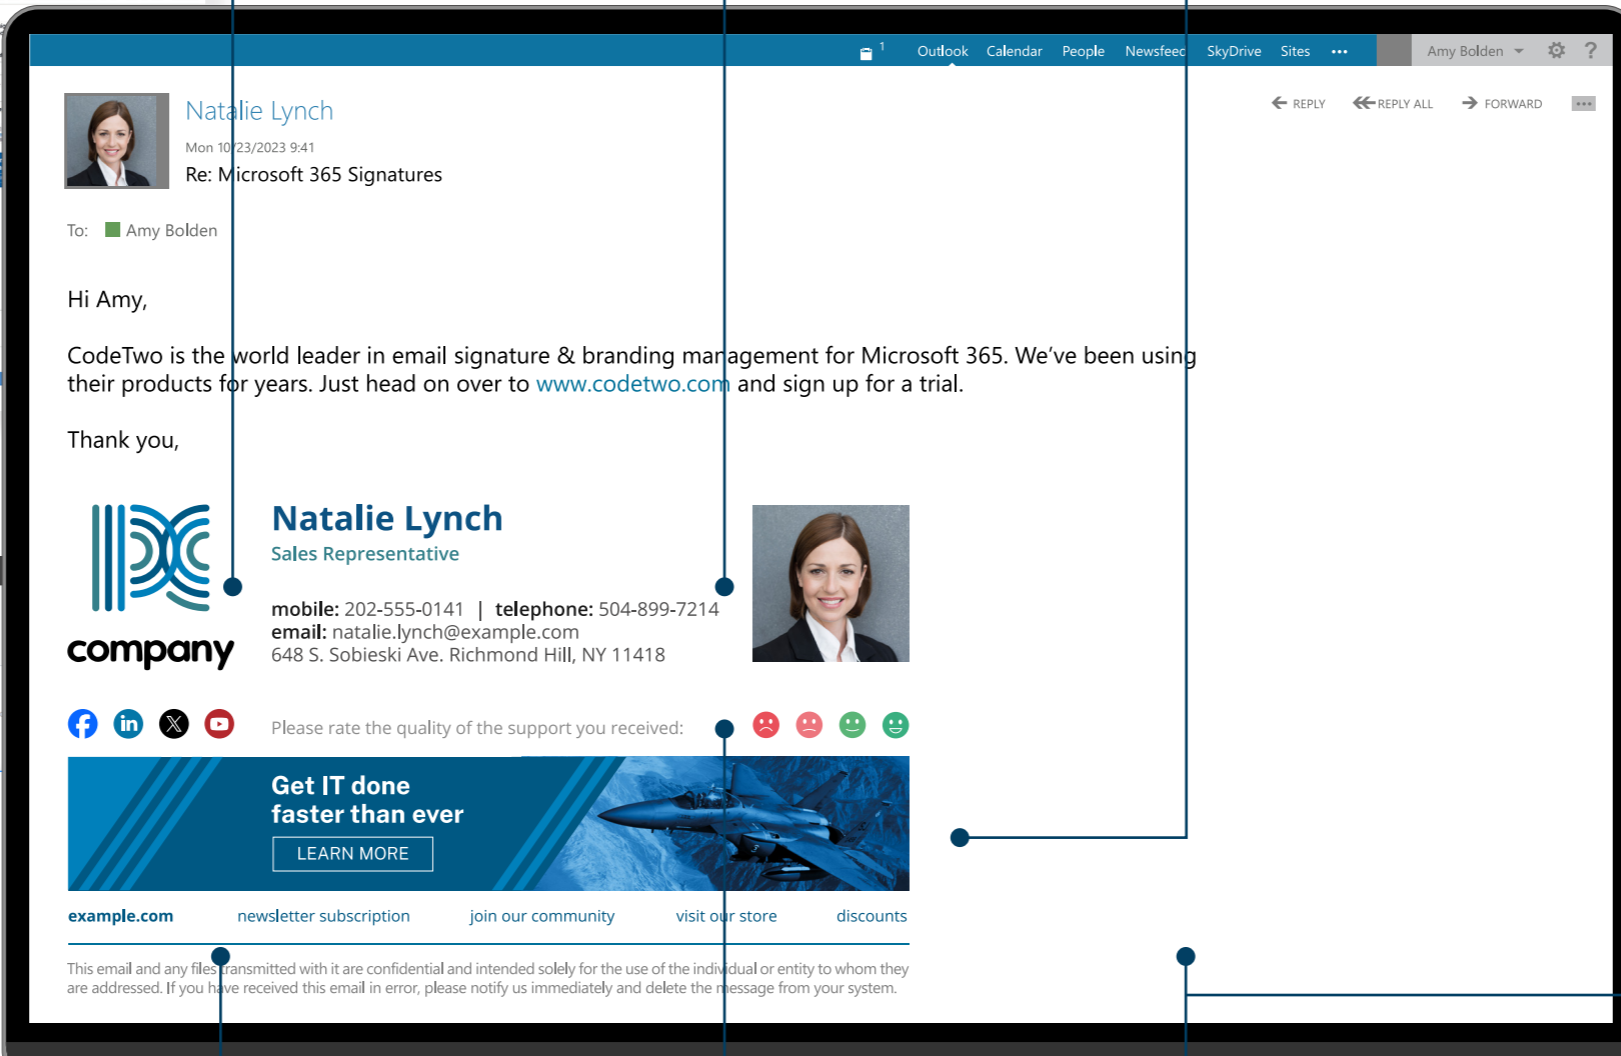 1
Outlook Calendar People Newsfeed SkyDrive Sites ••• Amy Bolden ?
Natalie Lynch
Mon 10/23/2023 9:41
Re: Microsoft 365 Signatures
REPLY REPLY ALL FORWARD •••
To: Amy Bolden
Hi Amy,
CodeTwo is the world leader in email signature & branding management for Microsoft 365. We've been using
their products for years. Just head on over to www.codetwo.com and sign up for a trial.
Thank you,
company
Natalie Lynch
Sales Representative
mobile: 202-555-0141 | telephone: 504-899-7214
email: natalie.lynch@example.com
648 S. Sobieski Ave. Richmond Hill, NY 11418
f in X
Please rate the quality of the support you received:
Get IT done
faster than ever
LEARN MORE
example.com newsletter subscription join our community visit our store discounts
This email and any files transmitted with it are confidential and intended solely for the use of the individual or entity to whom they
are addressed. If you have received this email in error, please notify us immediately and delete the message from your system.